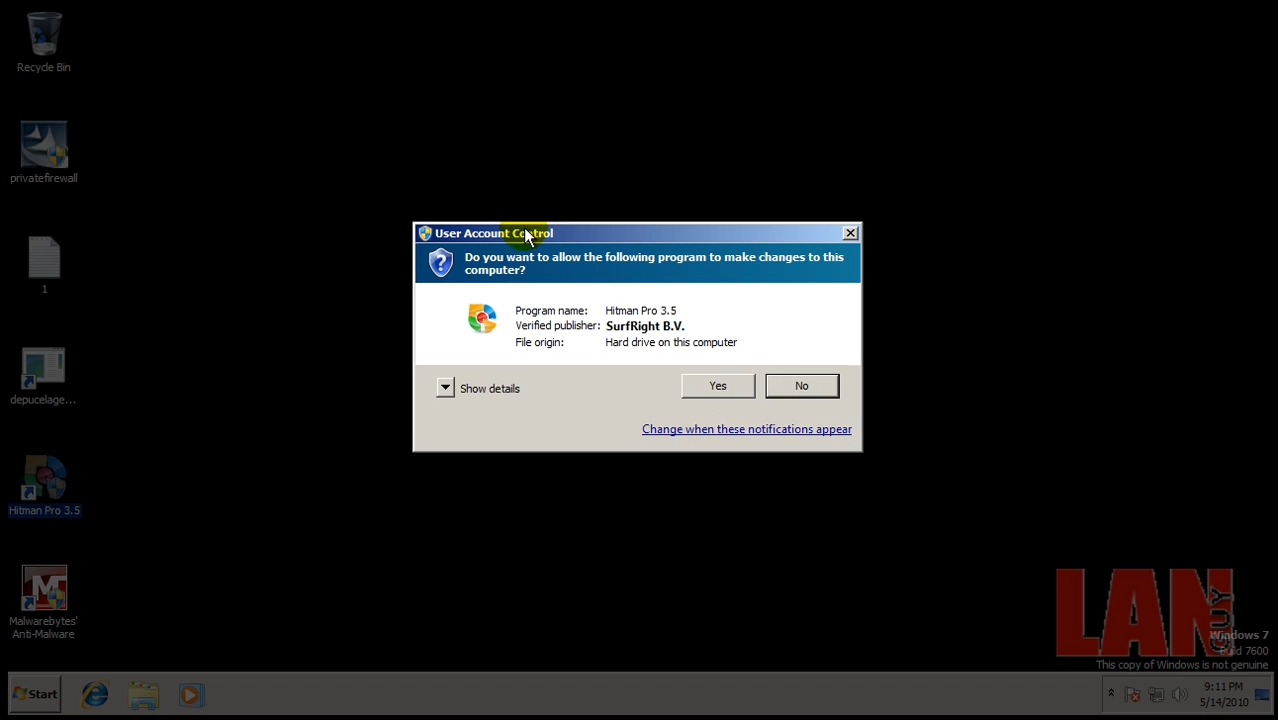 Recycle Bin
privatefirewall
1
depucelage...
Hitman Pro 3.5
Malwarebytes'
Anti-Malware
User Account Control
Do you want to allow the following program to make changes to this
computer?
Program name: Hitman Pro 3.5
Verified publisher: SurfRight B.V.
File origin: Hard drive on this computer
Show details
Yes
No
Change when these notifications appear
LAN
GUY
Windows 7
Build 7600
This copy of Windows is not genuine
Start
9:11 PM
5/14/2010